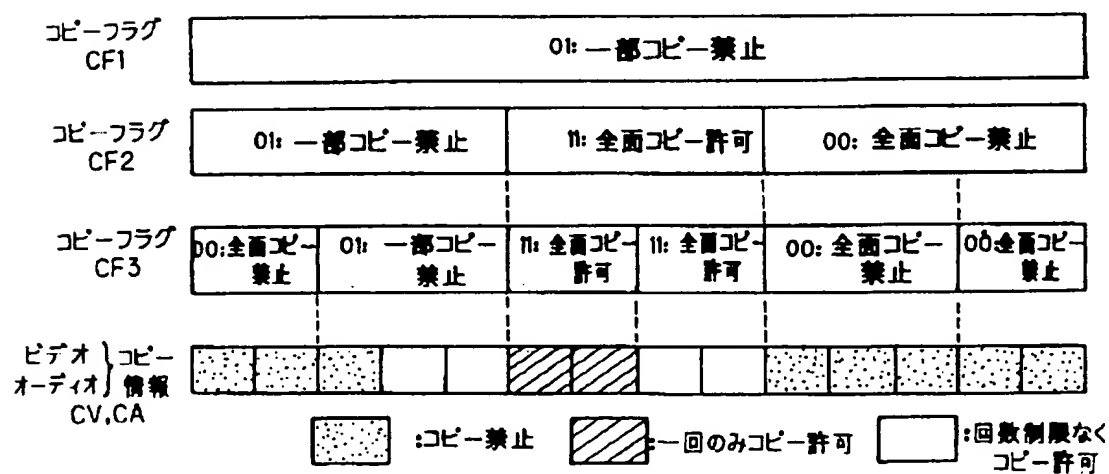 コピーフラグ
CF1
01: 一部コピー禁止
コピーフラグ
CF2
01: 一部コピー禁止
11: 全面コピー許可
00: 全面コピー禁止
コピーフラグ
CF3
00:全面コピー
禁止
01: 一部コピー
禁止
11: 全面コピー
許可
11: 全面コピー
許可
00: 全面コピー
禁止
00:全面コピー
禁止
ビデオ
オーディオ
コピー
情報
CV,CA
:コピー禁止
:一回のみコピー許可
:回数制限なく
コピー許可